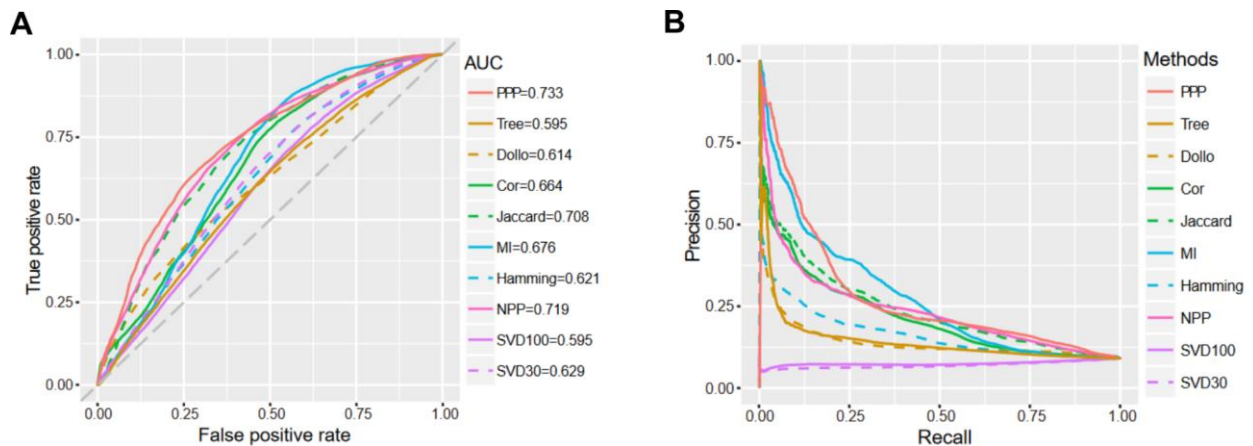 A
1.00
0.75
0.50
0.25
0.00
True positive rate
0.00 0.25 0.50 0.75 1.00
False positive rate
AUC
PPP=0.733
Tree=0.595
Dollo=0.614
Cor=0.664
Jaccard=0.708
MI=0.676
Hamming=0.621
NPP=0.719
SVD100=0.595
SVD30=0.629
B
1.00
0.75
0.50
0.25
0.00
Precision
0.00 0.25 0.50 0.75 1.00
Recall
Methods
PPP
Tree
Dollo
Cor
Jaccard
MI
Hamming
NPP
SVD100
SVD30